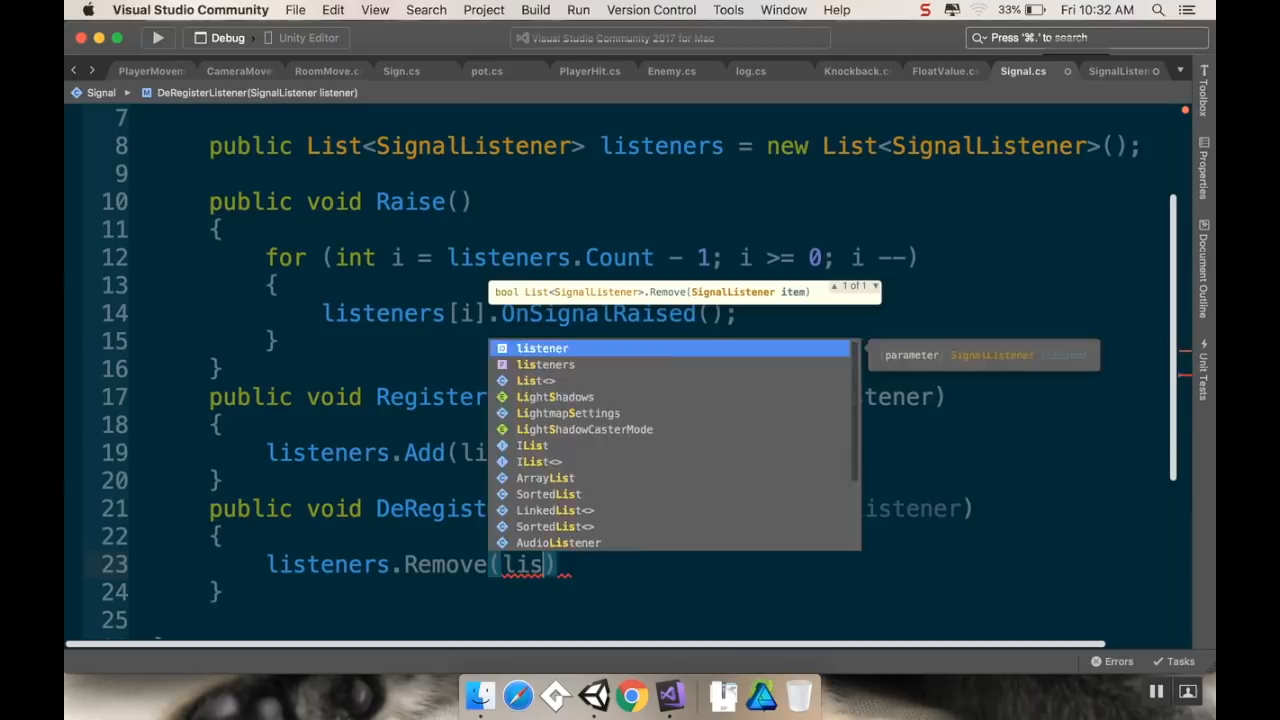 Visual Studio Community File Edit View Search Project Build Run Version Control Tools Window Help 33% Fri 10:32 AM
Debug Unity Editor Visual Studio Community 2017 for Mac Press '⌘.' to search
PlayerMovem CameraMove RoomMove.c Sign.cs pot.cs PlayerHit.cs Enemy.cs log.cs Knockback.c FloatValue.c Signal.cs SignalListen
Signal DeRegisterListener(SignalListener listener)
Toolbox
Properties
Document Outline
Unit Tests
7
8 public List<SignalListener> listeners = new List<SignalListener>();
9
10 public void Raise()
11 {
12 for (int i = listeners.Count - 1; i >= 0; i --)
13 {
bool List<SignalListener>.Remove(SignalListener item) ▲ 1 of 1 ▼
14 listeners[i].OnSignalRaised();
15 }
16 }
17 public void Register tener)
18 {
19 listeners.Add(li
20 }
21 public void DeRegist istener)
22 {
23 listeners.Remove(lis)
24 }
25
listener
listeners
List<>
LightShadows
LightmapSettings
LightShadowCasterMode
IList
IList<>
ArrayList
SortedList
LinkedList<>
SortedList<>
AudioListener
parameter SignalListener listener
Errors Tasks